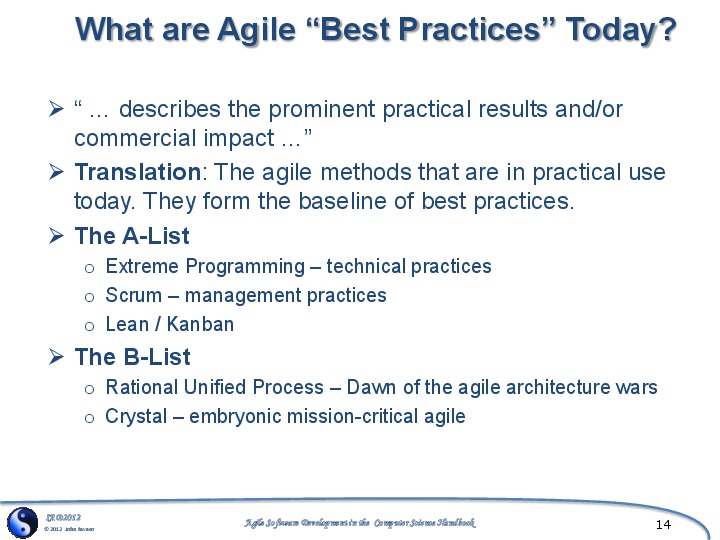 What are Agile “Best Practices” Today?
“ … describes the prominent practical results and/or
commercial impact …”
Translation: The agile methods that are in practical use
today. They form the baseline of best practices.
The A-List
o Extreme Programming – technical practices
o Scrum – management practices
o Lean / Kanban
The B-List
o Rational Unified Process – Dawn of the agile architecture wars
o Crystal – embryonic mission-critical agile
© 2012 John Favaro
Agile Software Development in the Computer Science Handbook
14